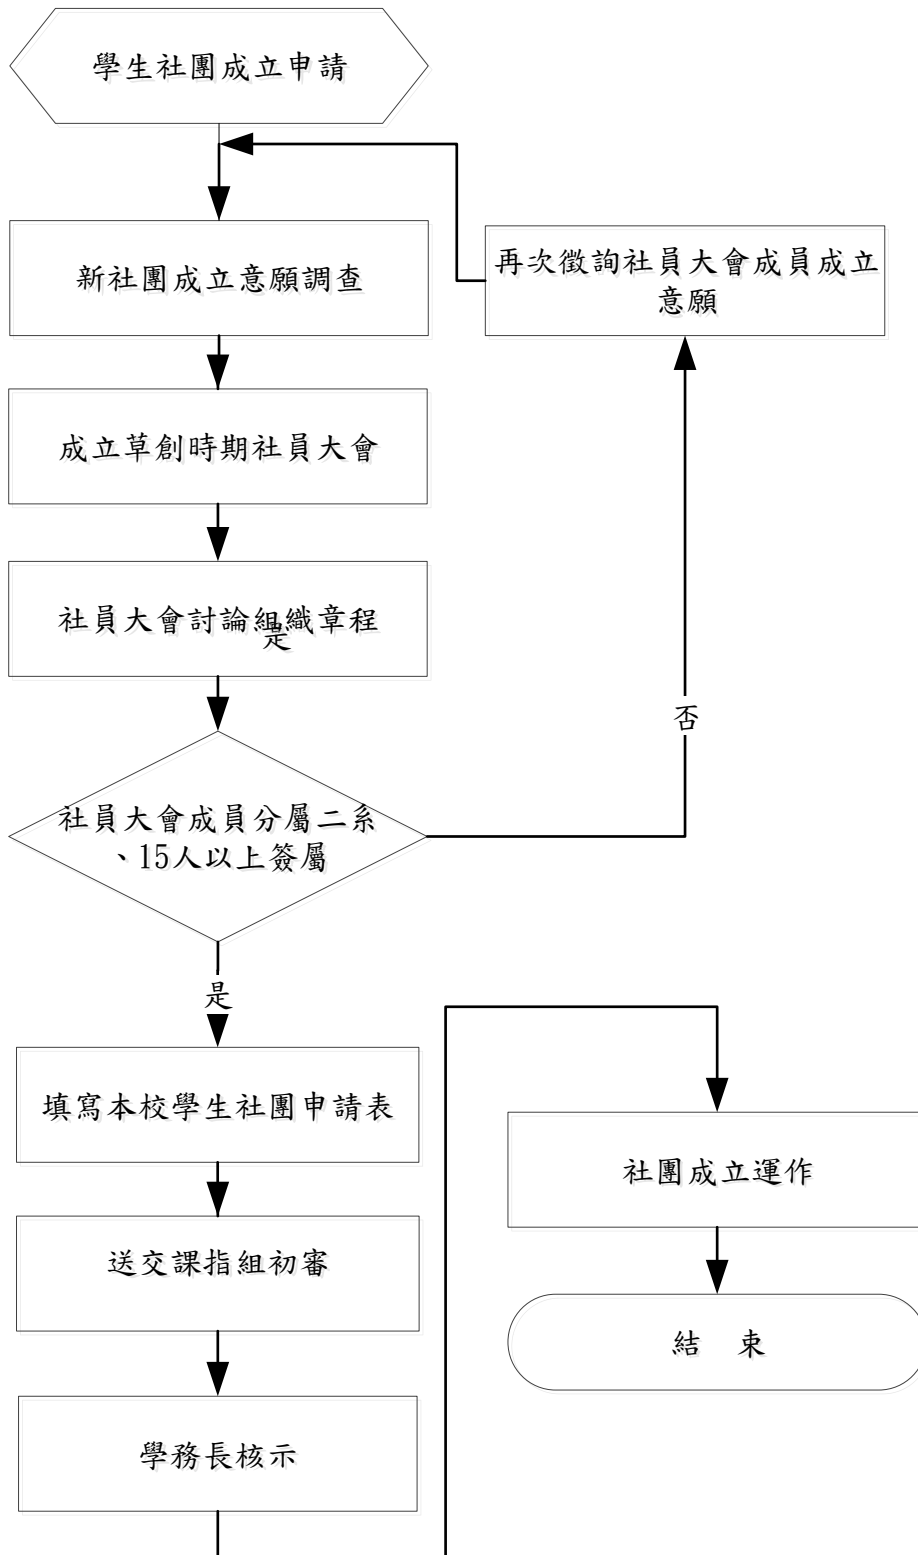 學生社團成立申請
新社團成立意願調查
再次徵詢社員大會成員成立
意願
成立草創時期社員大會
社員大會討論組織章程
是
否
社員大會成員分屬二系
、15人以上簽屬
是
填寫本校學生社團申請表
社團成立運作
送交課指組初審
結 束
學務長核示